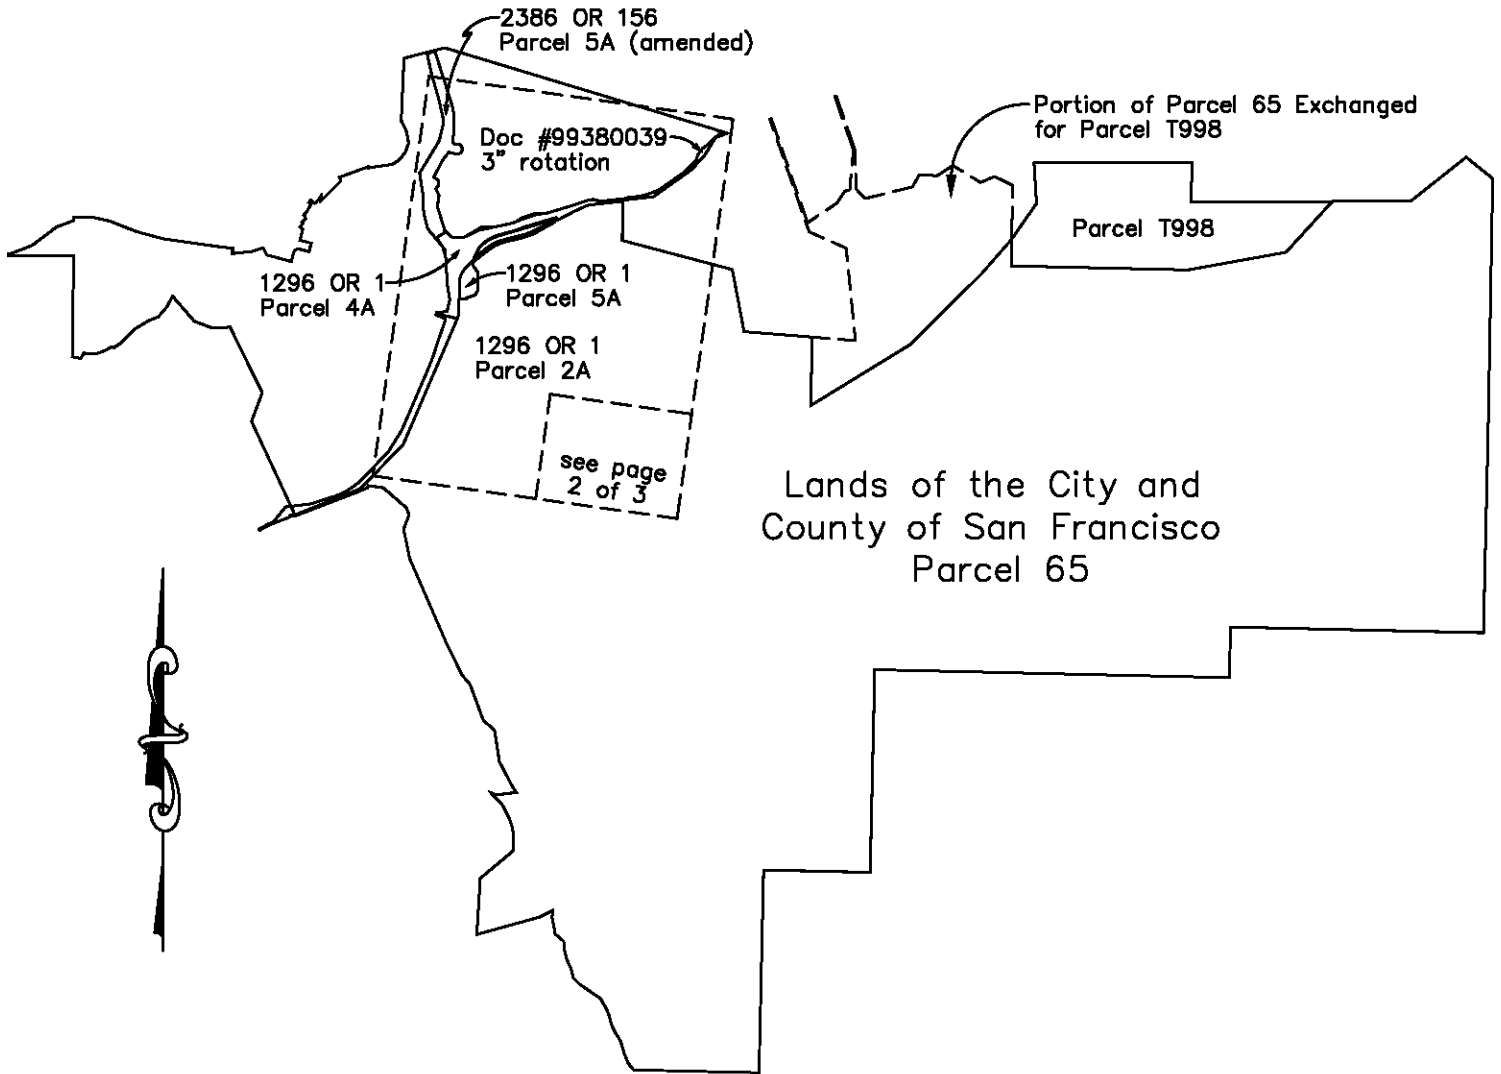 2386 OR 156
Parcel 5A (amended)
Portion of Parcel 65 Exchanged
for Parcel T998
Doc #99380039
3" rotation
Parcel T998
1296 OR 1
Parcel 4A
1296 OR 1
Parcel 5A
1296 OR 1
Parcel 2A
see page
2 of 3
Lands of the City and
County of San Francisco
Parcel 65